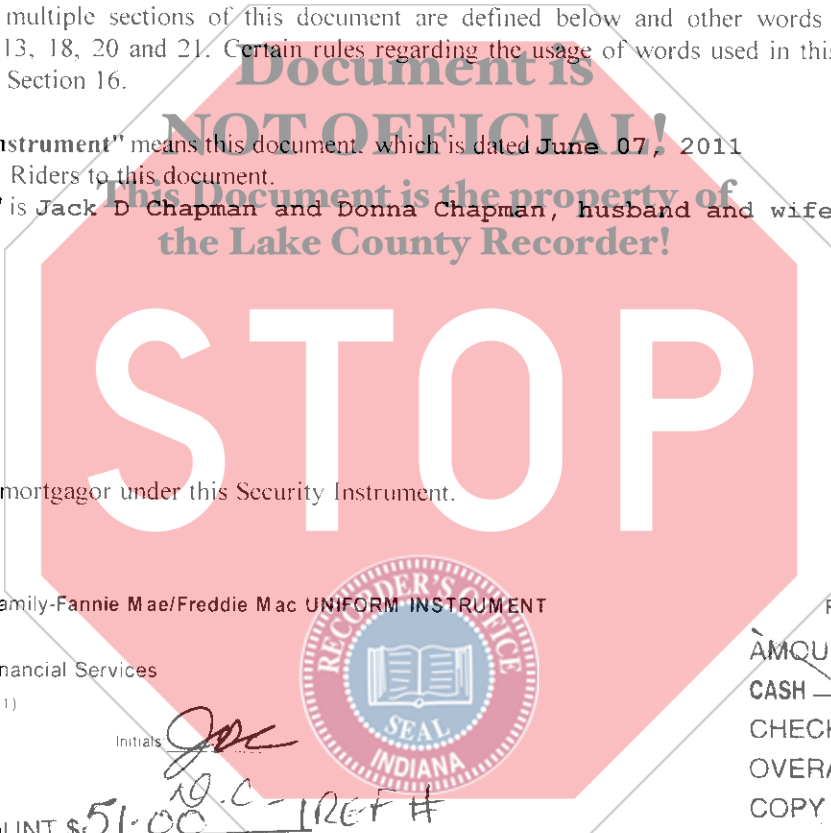 multiple sections of this document are defined below and other words
13, 18, 20 and 21. Certain rules regarding the usage of words used in this
Section 16.
Document is
NOT OFFICIAL!
This Document is the property of
the Lake County Recorder!
nstrument" means this document, which is dated June 07, 2011
Riders to this document.
" is Jack D Chapman and Donna Chapman, husband and wife
STOP
mortgagor under this Security Instrument.
amily-Fannie Mae/Freddie Mac UNIFORM INSTRUMENT
nancial Services
1)
RECORDER'S OFFICE
SEAL
INDIANA
Initials: JDC
D.C -
OUNT $ 51.00 REF #
AMOU
CASH
CHECK
OVERA
COPY